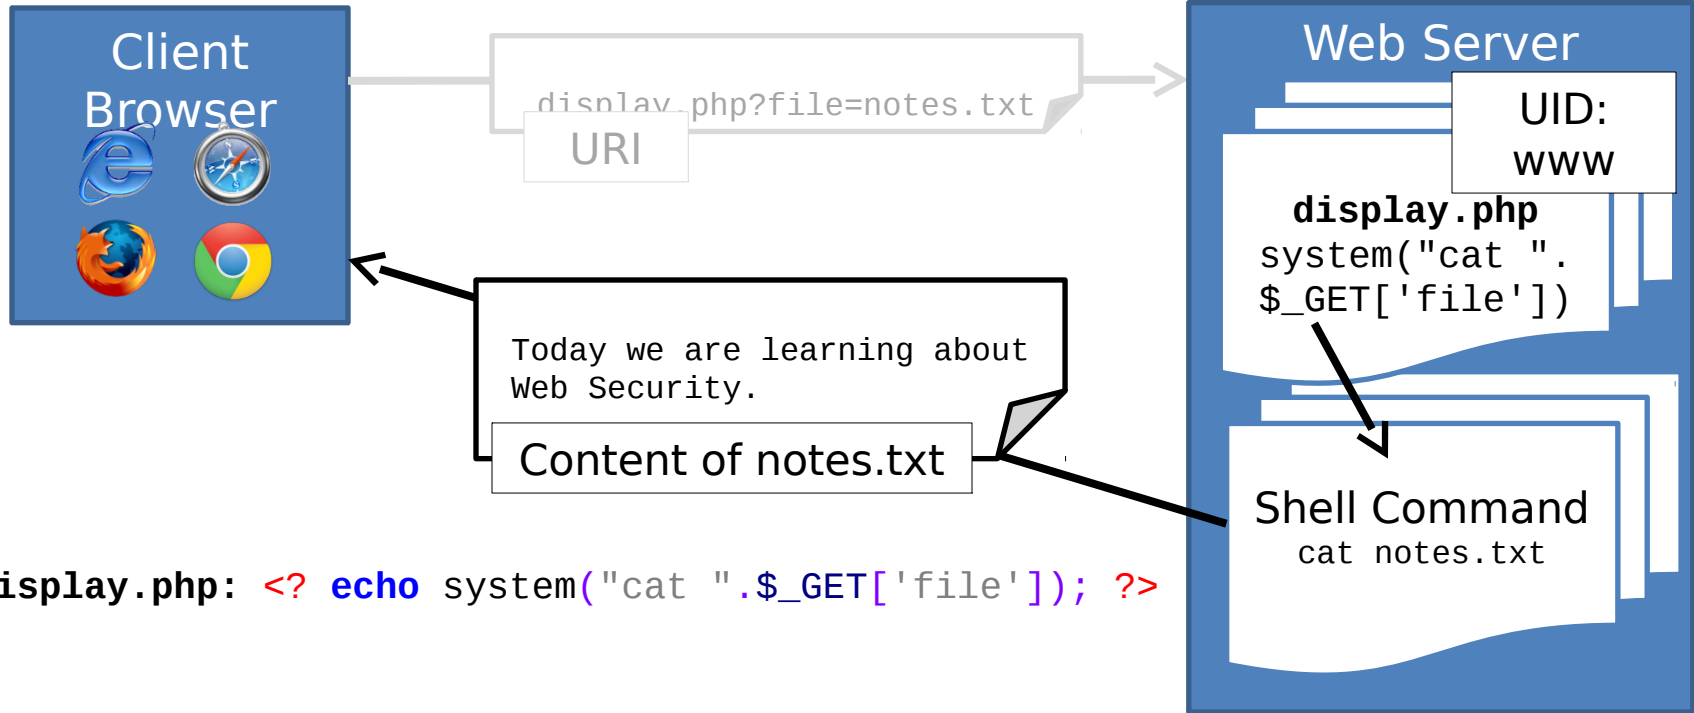 Client
Browser
display.php?file=notes.txt
URI
Web Server
UID:
www
display.php
system("cat ".
$_GET['file'])
Today we are learning about
Web Security.
Content of notes.txt
Shell Command
cat notes.txt
isplay.php: <? echo system("cat ".$_GET['file']); ?>